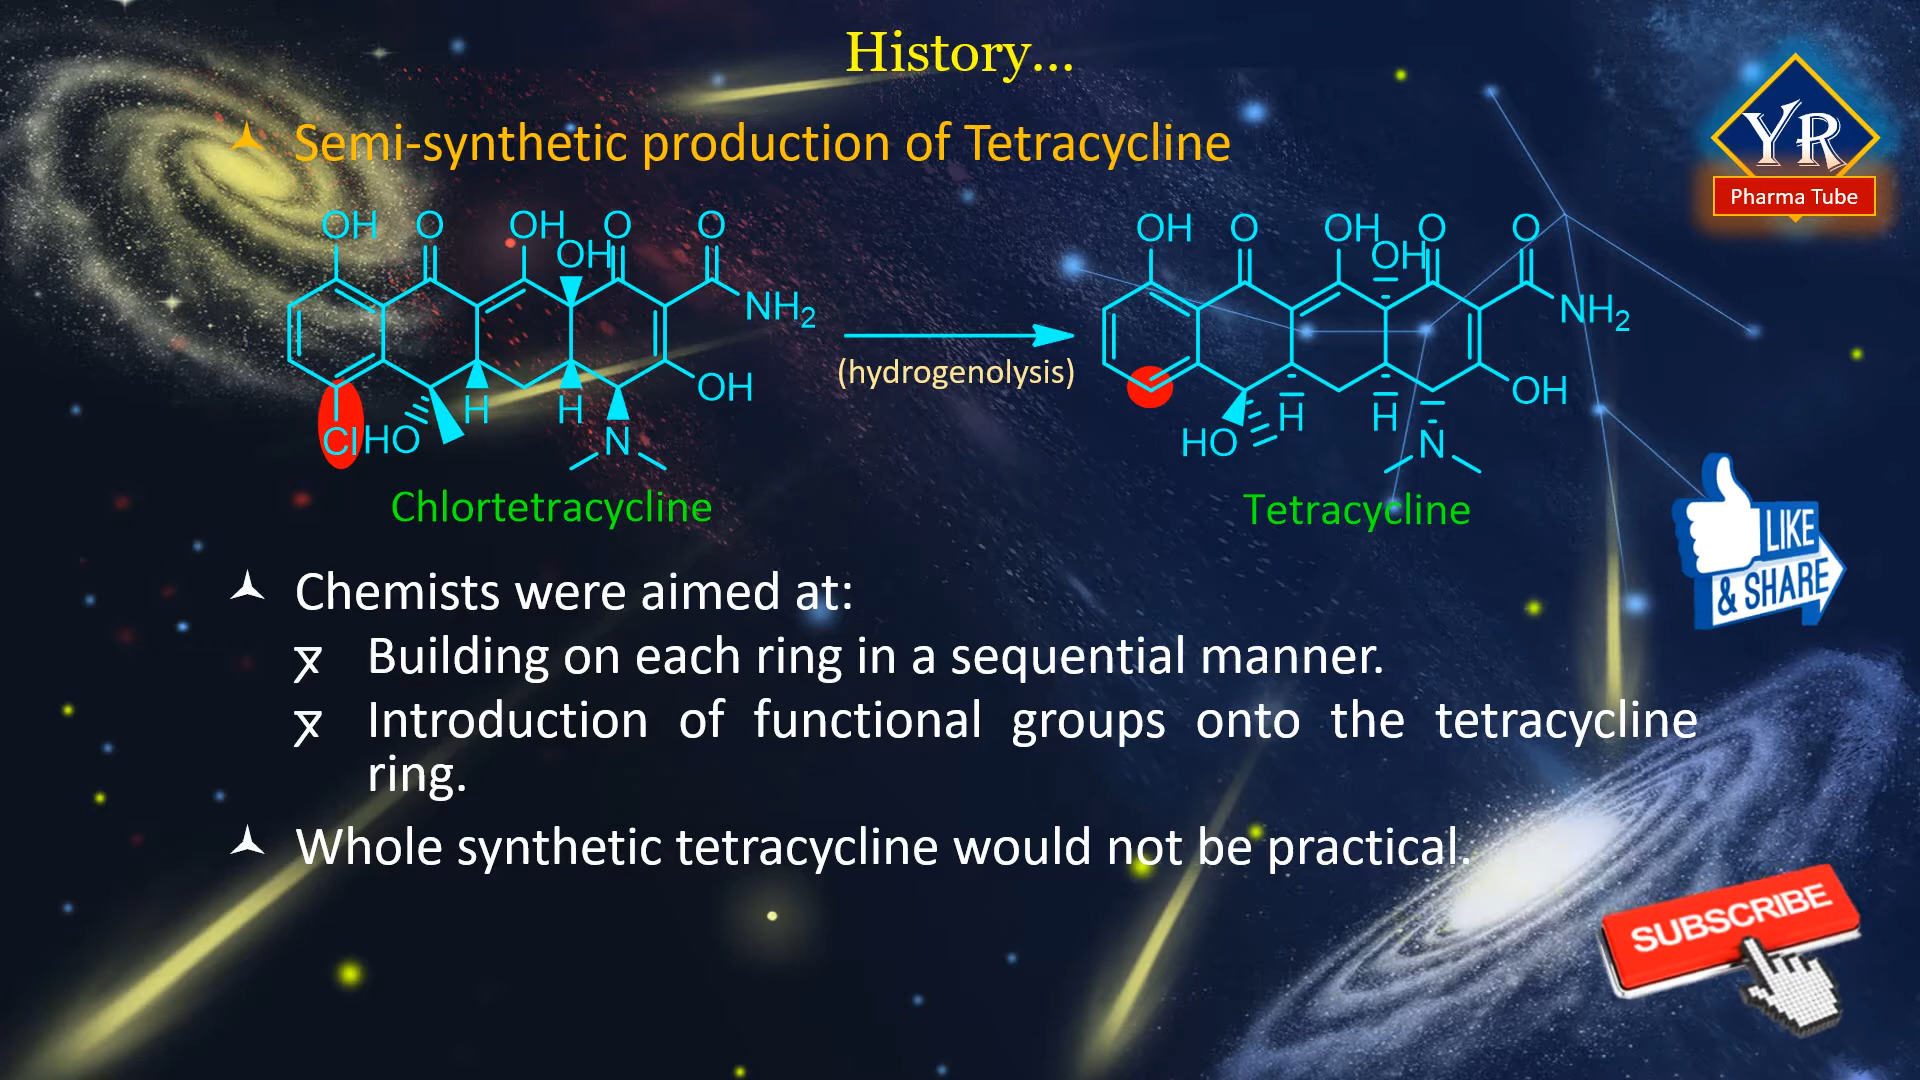 History...
YR
Pharma Tube
Semi-synthetic production of Tetracycline
OH O OH OH O O
NH2
OH
Cl HO H H N
Chlortetracycline
(hydrogenolysis)
OH O OH OH O O
NH2
OH
HO H H N
Tetracycline
LIKE
& SHARE
Chemists were aimed at:
Building on each ring in a sequential manner.
Introduction of functional groups onto the tetracycline
ring.
Whole synthetic tetracycline would not be practical.
SUBSCRIBE